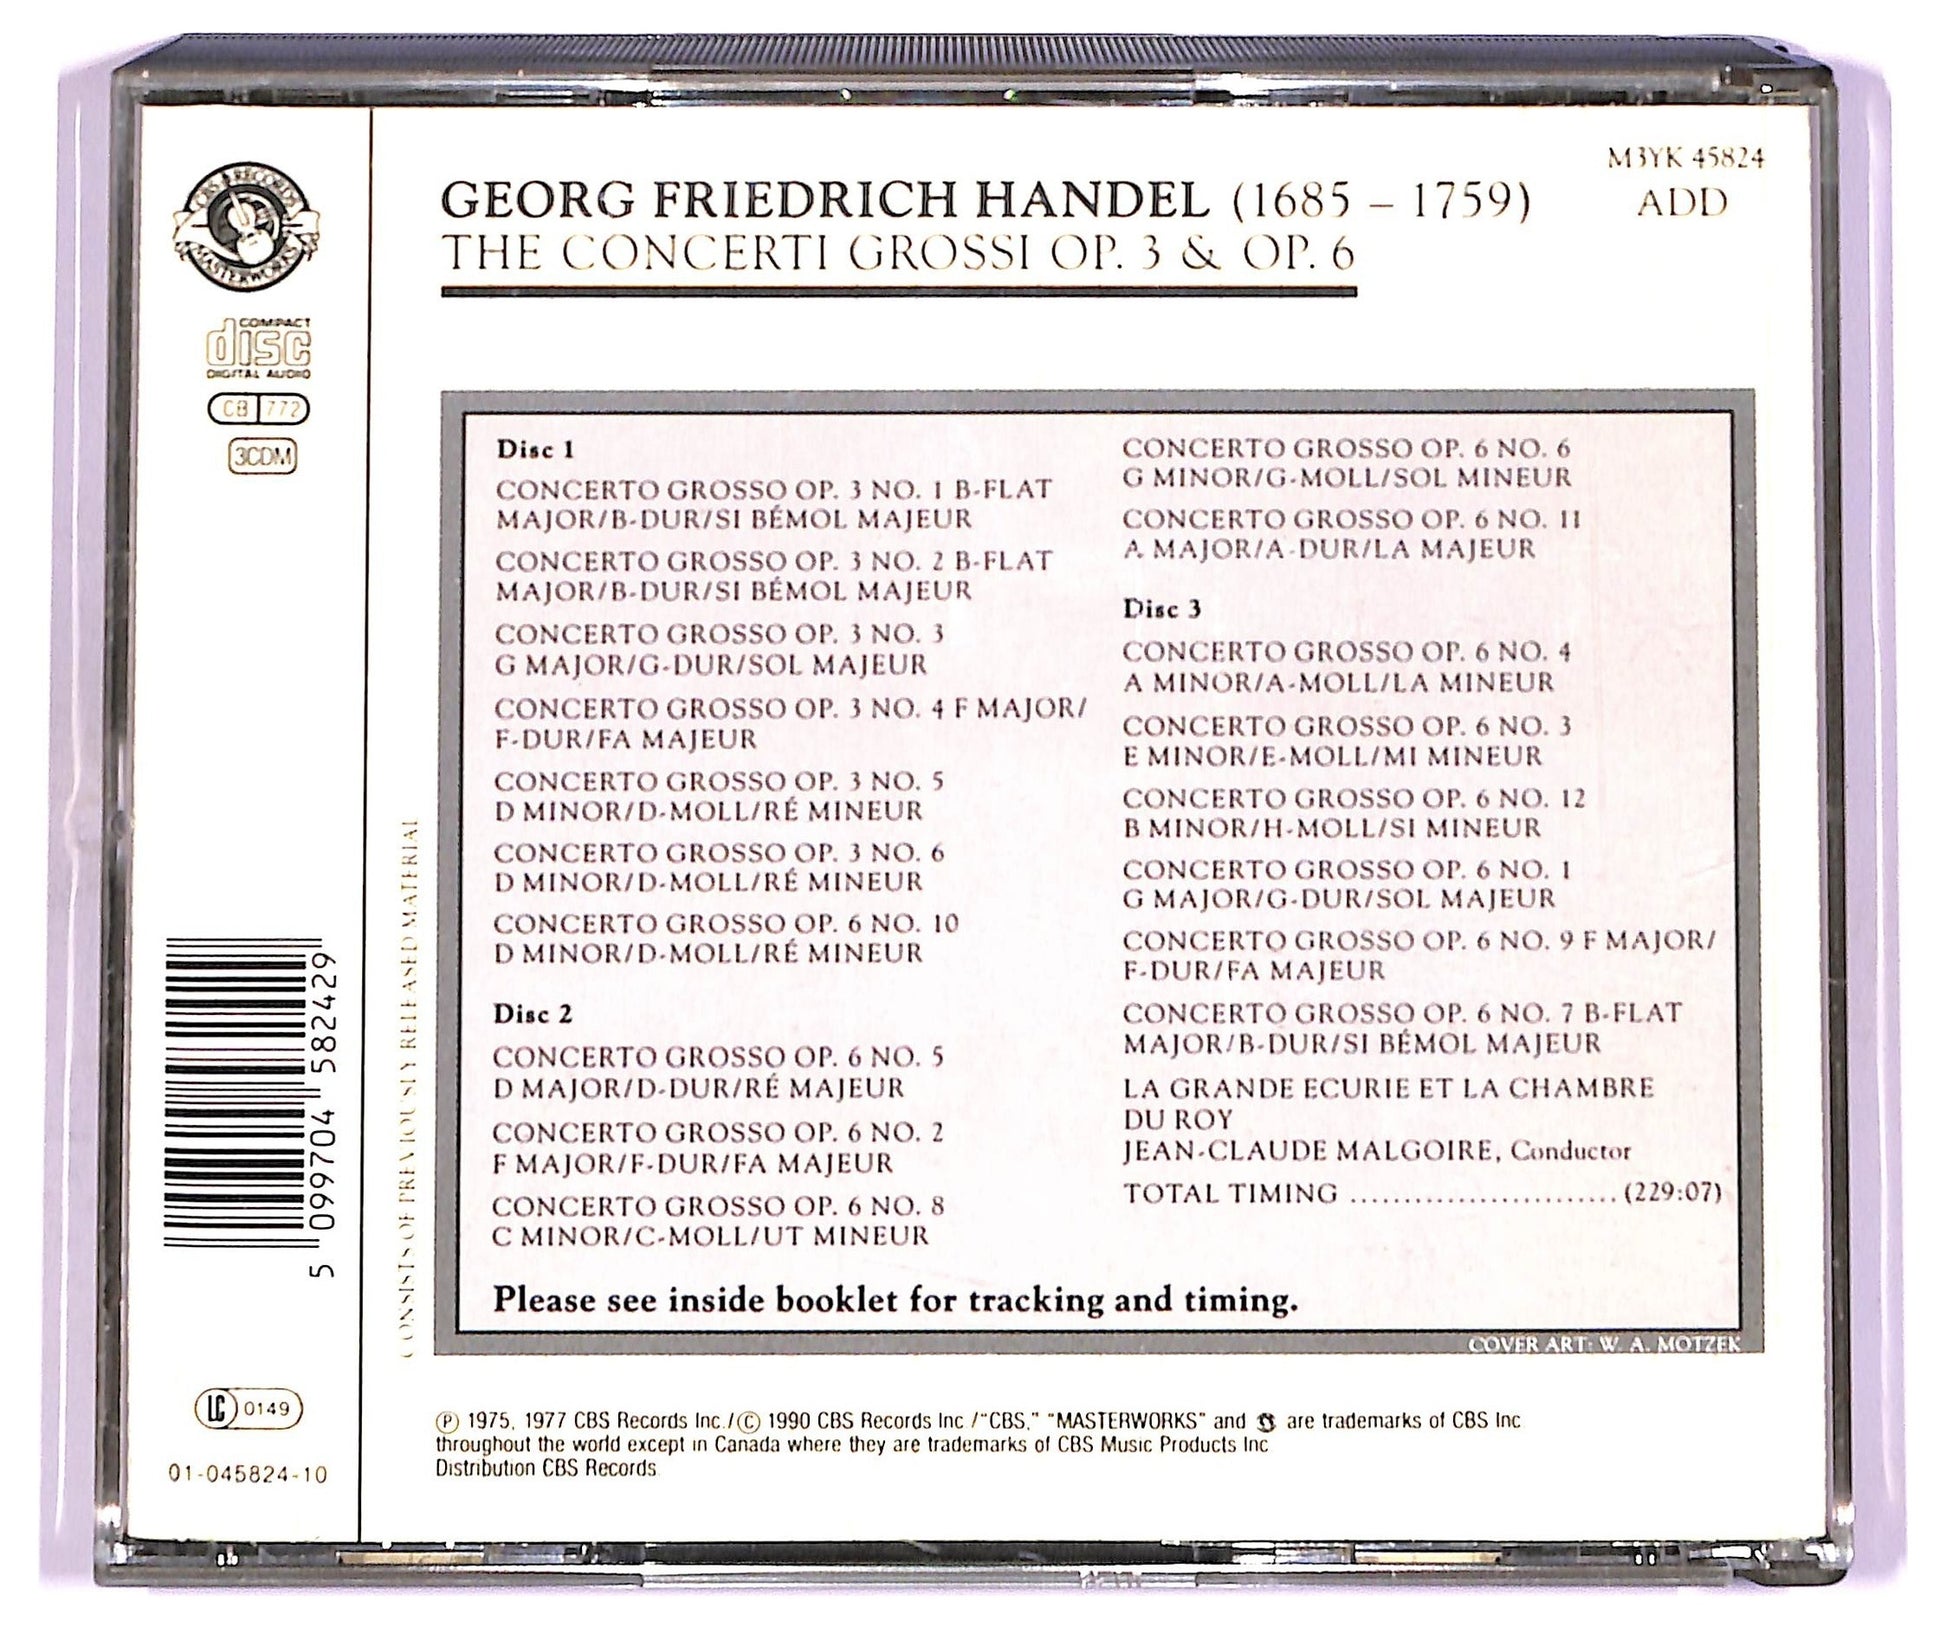 CBS RECORDS
MASTERWORKS
COMPACT
disc
DIGITAL AUDIO
CB 772
3CDM
5 099704 582429
LC 0149
01-045824-10
M3YK 45824
ADD
GEORG FRIEDRICH HANDEL (1685 – 1759)
THE CONCERTI GROSSI OP. 3 & OP. 6
CONSISTS OF PREVIOUSLY RELEASED MATERIAL
Disc 1
CONCERTO GROSSO OP. 3 NO. 1 B-FLAT
MAJOR/B-DUR/SI BÉMOL MAJEUR
CONCERTO GROSSO OP. 3 NO. 2 B-FLAT
MAJOR/B-DUR/SI BÉMOL MAJEUR
CONCERTO GROSSO OP. 3 NO. 3
G MAJOR/G-DUR/SOL MAJEUR
CONCERTO GROSSO OP. 3 NO. 4 F MAJOR/
F-DUR/FA MAJEUR
CONCERTO GROSSO OP. 3 NO. 5
D MINOR/D-MOLL/RÉ MINEUR
CONCERTO GROSSO OP. 3 NO. 6
D MINOR/D-MOLL/RÉ MINEUR
CONCERTO GROSSO OP. 6 NO. 10
D MINOR/D-MOLL/RÉ MINEUR
Disc 2
CONCERTO GROSSO OP. 6 NO. 5
D MAJOR/D-DUR/RÉ MAJEUR
CONCERTO GROSSO OP. 6 NO. 2
F MAJOR/F-DUR/FA MAJEUR
CONCERTO GROSSO OP. 6 NO. 8
C MINOR/C-MOLL/UT MINEUR
CONCERTO GROSSO OP. 6 NO. 6
G MINOR/G-MOLL/SOL MINEUR
CONCERTO GROSSO OP. 6 NO. 11
A MAJOR/A-DUR/LA MAJEUR
Disc 3
CONCERTO GROSSO OP. 6 NO. 4
A MINOR/A-MOLL/LA MINEUR
CONCERTO GROSSO OP. 6 NO. 3
E MINOR/E-MOLL/MI MINEUR
CONCERTO GROSSO OP. 6 NO. 12
B MINOR/H-MOLL/SI MINEUR
CONCERTO GROSSO OP. 6 NO. 1
G MAJOR/G-DUR/SOL MAJEUR
CONCERTO GROSSO OP. 6 NO. 9 F MAJOR/
F-DUR/FA MAJEUR
CONCERTO GROSSO OP. 6 NO. 7 B-FLAT
MAJOR/B-DUR/SI BÉMOL MAJEUR
LA GRANDE ECURIE ET LA CHAMBRE
DU ROY
JEAN-CLAUDE MALGOIRE, Conductor
TOTAL TIMING ......................... (229:07)
Please see inside booklet for tracking and timing.
COVER ART: W. A. MOTZEK
℗ 1975, 1977 CBS Records Inc./© 1990 CBS Records Inc./"CBS," "MASTERWORKS" and are trademarks of CBS Inc
throughout the world except in Canada where they are trademarks of CBS Music Products Inc
Distribution CBS Records